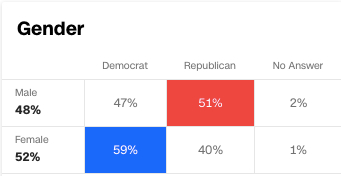 Gender
Democrat Republican No Answer
Male
48% 47% 51% 2%
Female
52% 59% 40% 1%